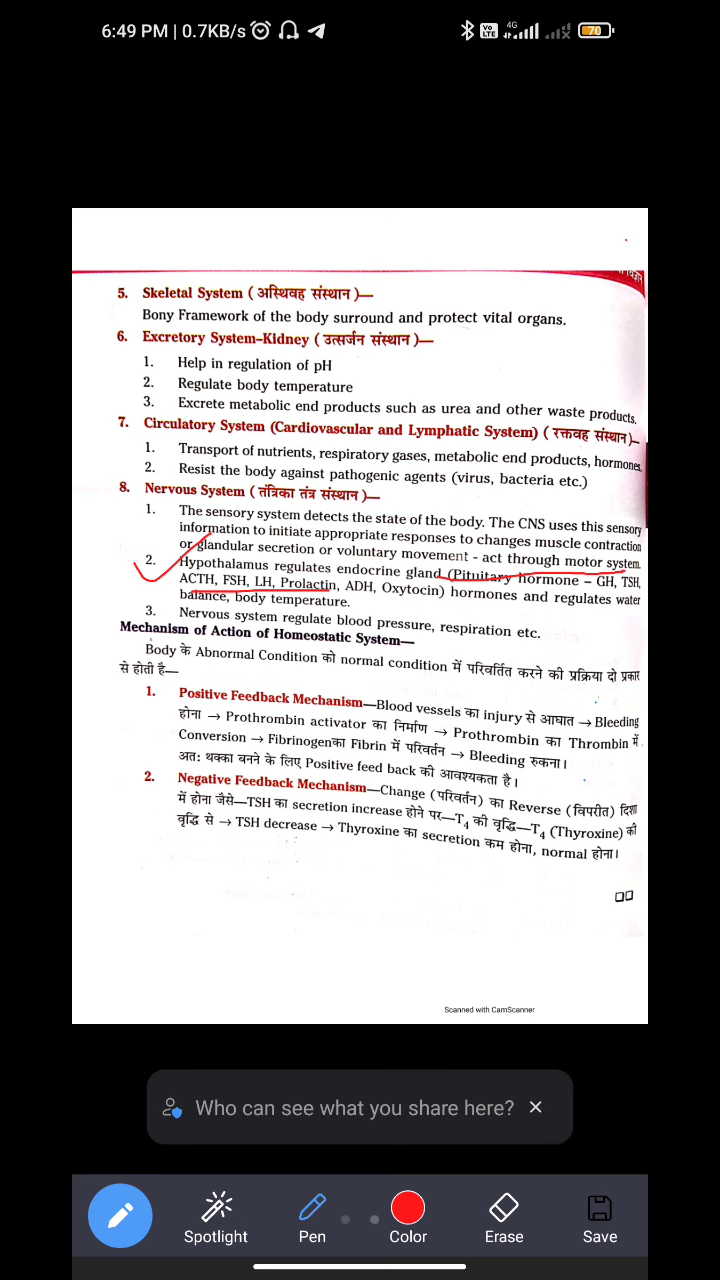 6:49 PM | 0.7KB/s
Vo LTE 4G 70
5. Skeletal System ( अस्थिवह संस्थान )—
Bony Framework of the body surround and protect vital organs.
6. Excretory System–Kidney ( उत्सर्जन संस्थान )—
1. Help in regulation of pH
2. Regulate body temperature
3. Excrete metabolic end products such as urea and other waste products.
7. Circulatory System (Cardiovascular and Lymphatic System) ( रक्तवह संस्थान )–
1. Transport of nutrients, respiratory gases, metabolic end products, hormones.
2. Resist the body against pathogenic agents (virus, bacteria etc.)
8. Nervous System ( तंत्रिका तंत्र संस्थान )—
1. The sensory system detects the state of the body. The CNS uses this sensory
information to initiate appropriate responses to changes muscle contraction
or glandular secretion or voluntary movement - act through motor system.
2. Hypothalamus regulates endocrine gland (Pituitary hormone – GH, TSH,
ACTH, FSH, LH, Prolactin, ADH, Oxytocin) hormones and regulates water
balance, body temperature.
3. Nervous system regulate blood pressure, respiration etc.
Mechanism of Action of Homeostatic System—
Body के Abnormal Condition को normal condition में परिवर्तित करने की प्रक्रिया दो प्रकार
से होती है—
1. Positive Feedback Mechanism—Blood vessels का injury से आघात → Bleeding
होना → Prothrombin activator का निर्माण → Prothrombin का Thrombin में
Conversion → Fibrinogenका Fibrin में परिवर्तन → Bleeding रुकना।
अत: थक्का बनने के लिए Positive feed back की आवश्यकता है।
2. Negative Feedback Mechanism—Change (परिवर्तन) का Reverse (विपरीत) दिशा
में होना जैसे—TSH का secretion increase होने पर—T4 की वृद्धि—T4 (Thyroxine) की
वृद्धि से → TSH decrease → Thyroxine का secretion कम होना, normal होना।
Scanned with CamScanner
Who can see what you share here? ×
Spotlight Pen Color Erase Save